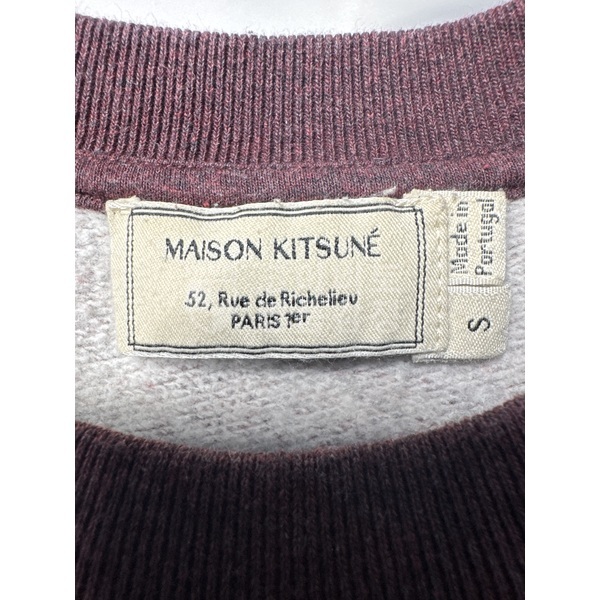 MAISON KITSUNÉ
52, Rue de Richelieu
PARIS 1er
Made in
Portugal
S